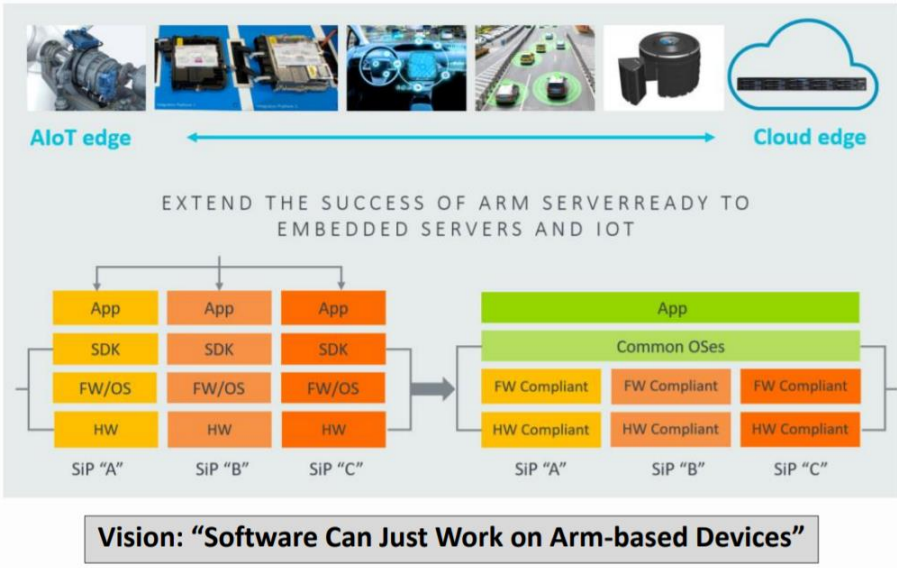 AIoT edge
Cloud edge
EXTEND THE SUCCESS OF ARM SERVERREADY TO
EMBEDDED SERVERS AND IOT
App App App
SDK SDK SDK
FW/OS FW/OS FW/OS
HW HW HW
SiP "A" SiP "B" SiP "C"
App
Common OSes
FW Compliant FW Compliant FW Compliant
HW Compliant HW Compliant HW Compliant
SiP "A" SiP "B" SiP "C"
Vision: “Software Can Just Work on Arm-based Devices”